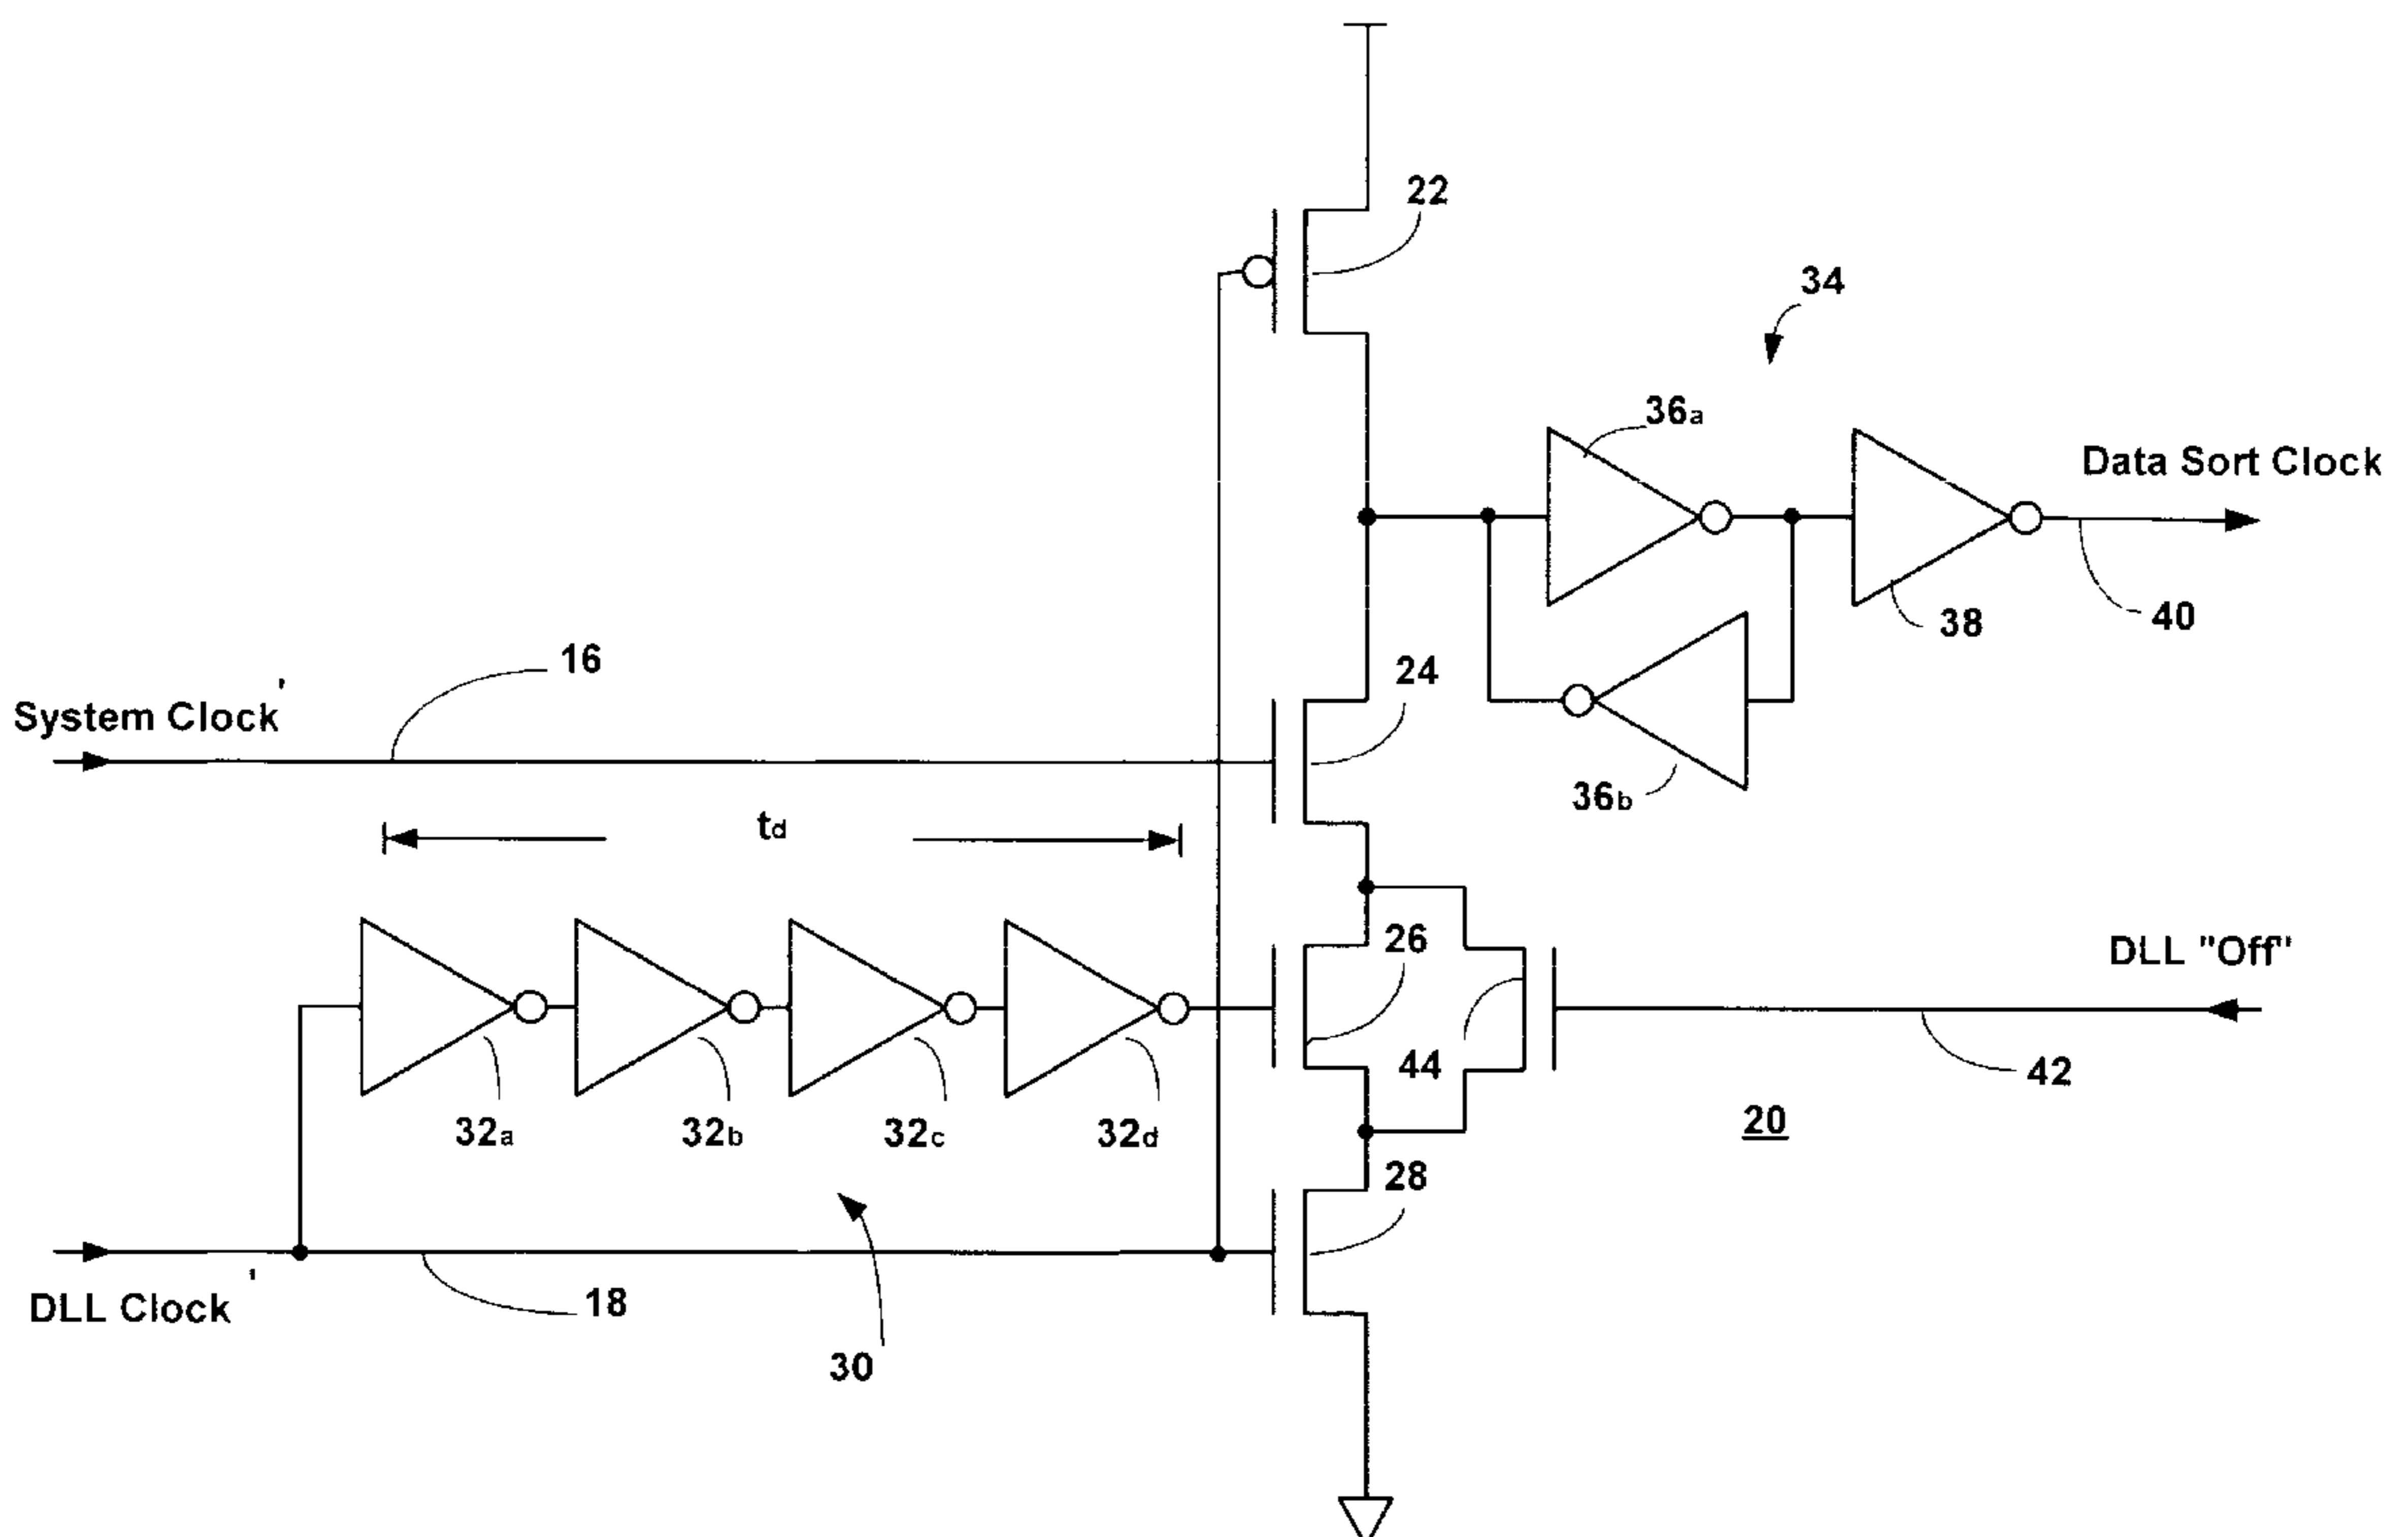 22
34
36a
Data Sort Clock
16
24
38
40
System Clock'
36b
td
26
DLL "Off"
44
42
32a
32b
32c
32d
20
28
DLL Clock'
18
30